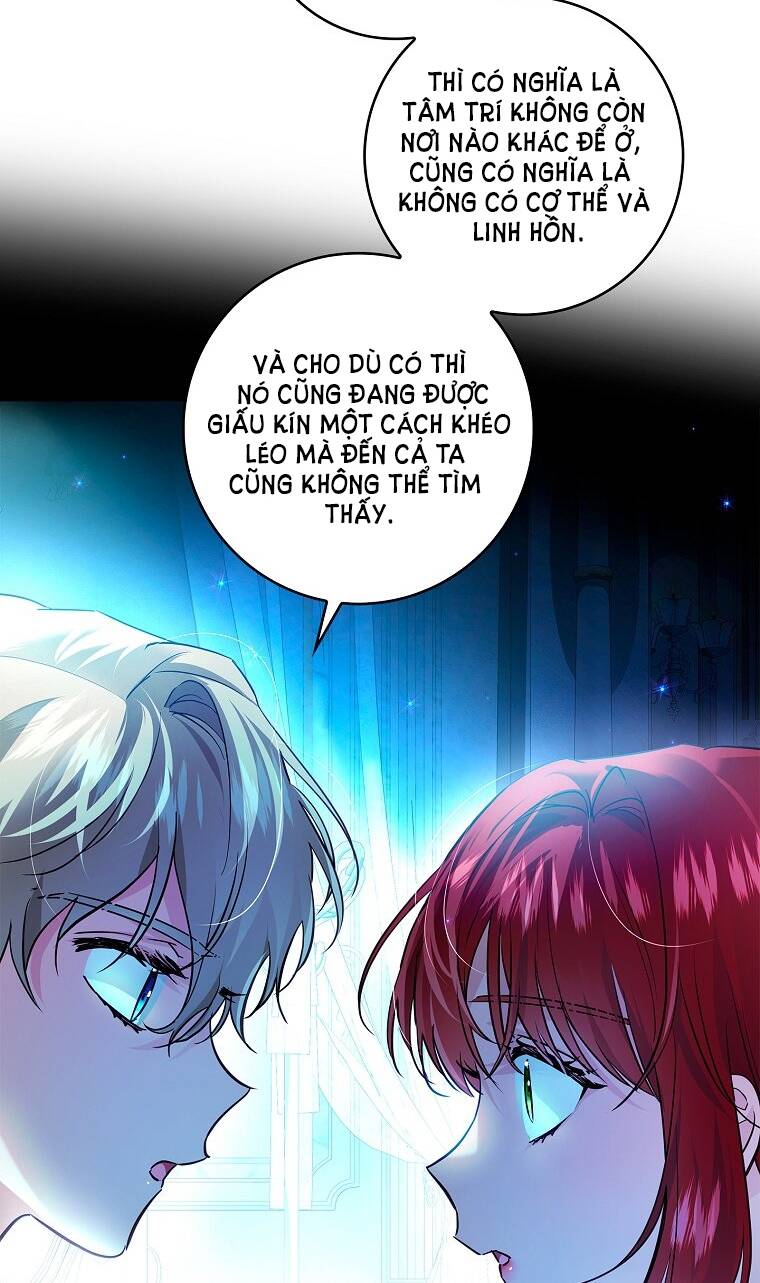 THÌ CÓ NGHĨA LÀ
TÂM TRÍ KHÔNG CÒN
NƠI NÀO KHÁC ĐỂ Ở,
CŨNG CÓ NGHĨA LÀ
KHÔNG CÓ CƠ THỂ VÀ
LINH HỒN.
VÀ CHO DÙ CÓ THÌ
NÓ CŨNG ĐANG ĐƯỢC
GIẤU KÍN MỘT CÁCH KHÉO
LÉO MÀ ĐẾN CẢ TA
CŨNG KHÔNG THỂ TÌM
THẤY.